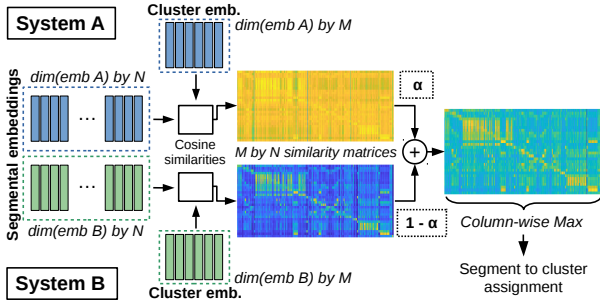 System A
Cluster emb.
dim(emb A) by M
dim(emb A) by N
Segmental embeddings
...
α
Cosine
similarities
M by N similarity matrices
+
...
dim(emb B) by N
1 - α
Column-wise Max
Segment to cluster
assignment
dim(emb B) by M
System B
Cluster emb.